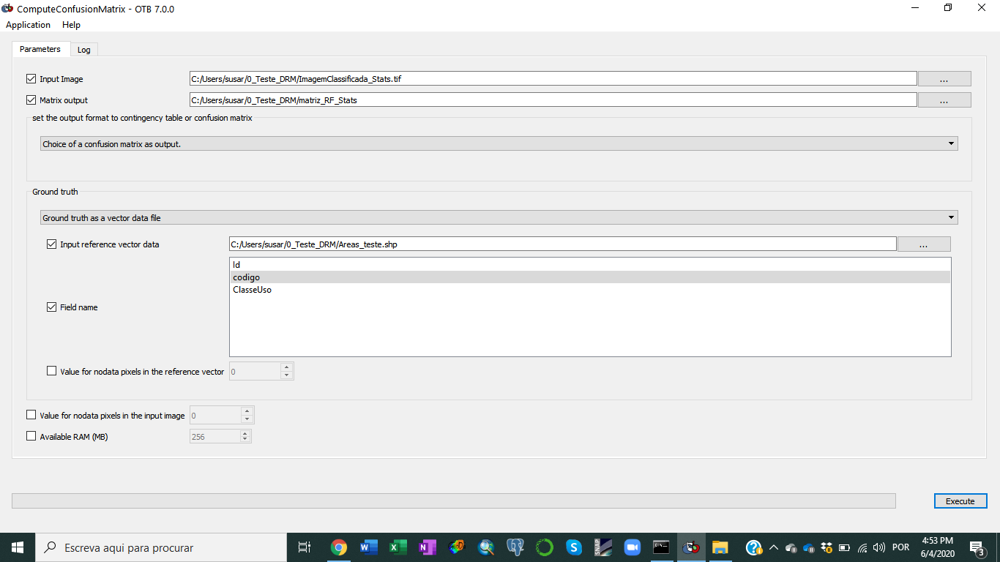 ComputeConfusionMatrix - OTB 7.0.0
Application Help
Parameters Log
Input Image C:/Users/susar/0_Teste_DRM/ImagemClassificada_Stats.tif ...
Matrix output C:/Users/susar/0_Teste_DRM/matriz_RF_Stats ...
set the output format to contingency table or confusion matrix
Choice of a confusion matrix as output.
Ground truth
Ground truth as a vector data file
Input reference vector data C:/Users/susar/0_Teste_DRM/Areas_teste.shp ...
Id
codigo
ClasseUso
Field name
Value for nodata pixels in the reference vector 0
Value for nodata pixels in the input image 0
Available RAM (MB) 256
Execute
Escreva aqui para procurar
POR
4:53 PM
6/4/2020
3